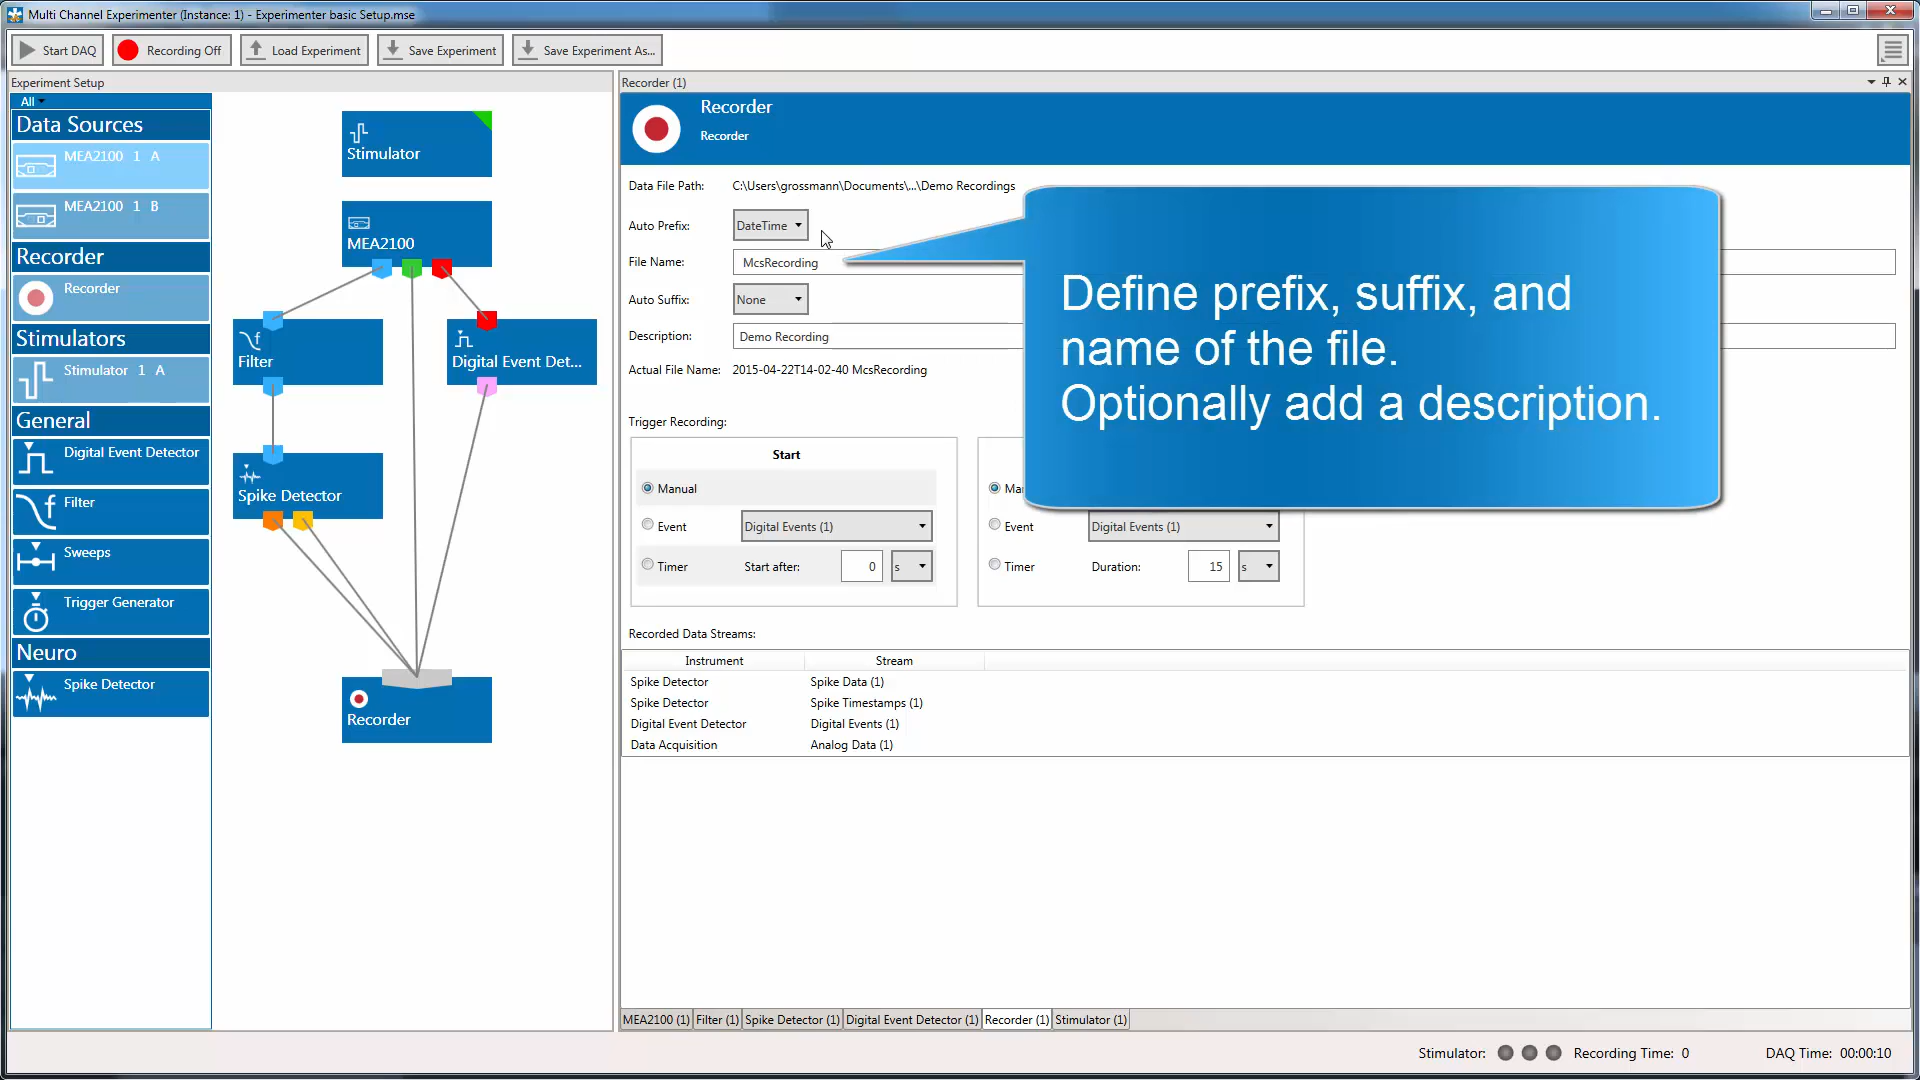 Multi Channel Experimenter (Instance: 1) - Experimenter basic Setup.mse
Start DAQ Recording Off Load Experiment Save Experiment Save Experiment As...
Experiment Setup
All
Data Sources
MEA2100 1 A
MEA2100 1 B
Recorder
Recorder
Stimulators
Stimulator 1 A
General
Digital Event Detector
Filter
Sweeps
Trigger Generator
Neuro
Spike Detector
Stimulator
MEA2100
Filter
Digital Event Det...
Spike Detector
Recorder
Recorder (1)
Recorder
Recorder
Data File Path: C:\Users\grossmann\Documents\...\Demo Recordings
Auto Prefix: DateTime
File Name: McsRecording
Auto Suffix: None
Description: Demo Recording
Actual File Name: 2015-04-22T14-02-40 McsRecording
Define prefix, suffix, and
name of the file.
Optionally add a description.
Trigger Recording:
Start
Manual
Event Digital Events (1)
Timer Start after: 0 s
Ma
Event Digital Events (1)
Timer Duration: 15 s
Recorded Data Streams:
Instrument Stream
Spike Detector Spike Data (1)
Spike Detector Spike Timestamps (1)
Digital Event Detector Digital Events (1)
Data Acquisition Analog Data (1)
MEA2100 (1) Filter (1) Spike Detector (1) Digital Event Detector (1) Recorder (1) Stimulator (1)
Stimulator: Recording Time: 0 DAQ Time: 00:00:10